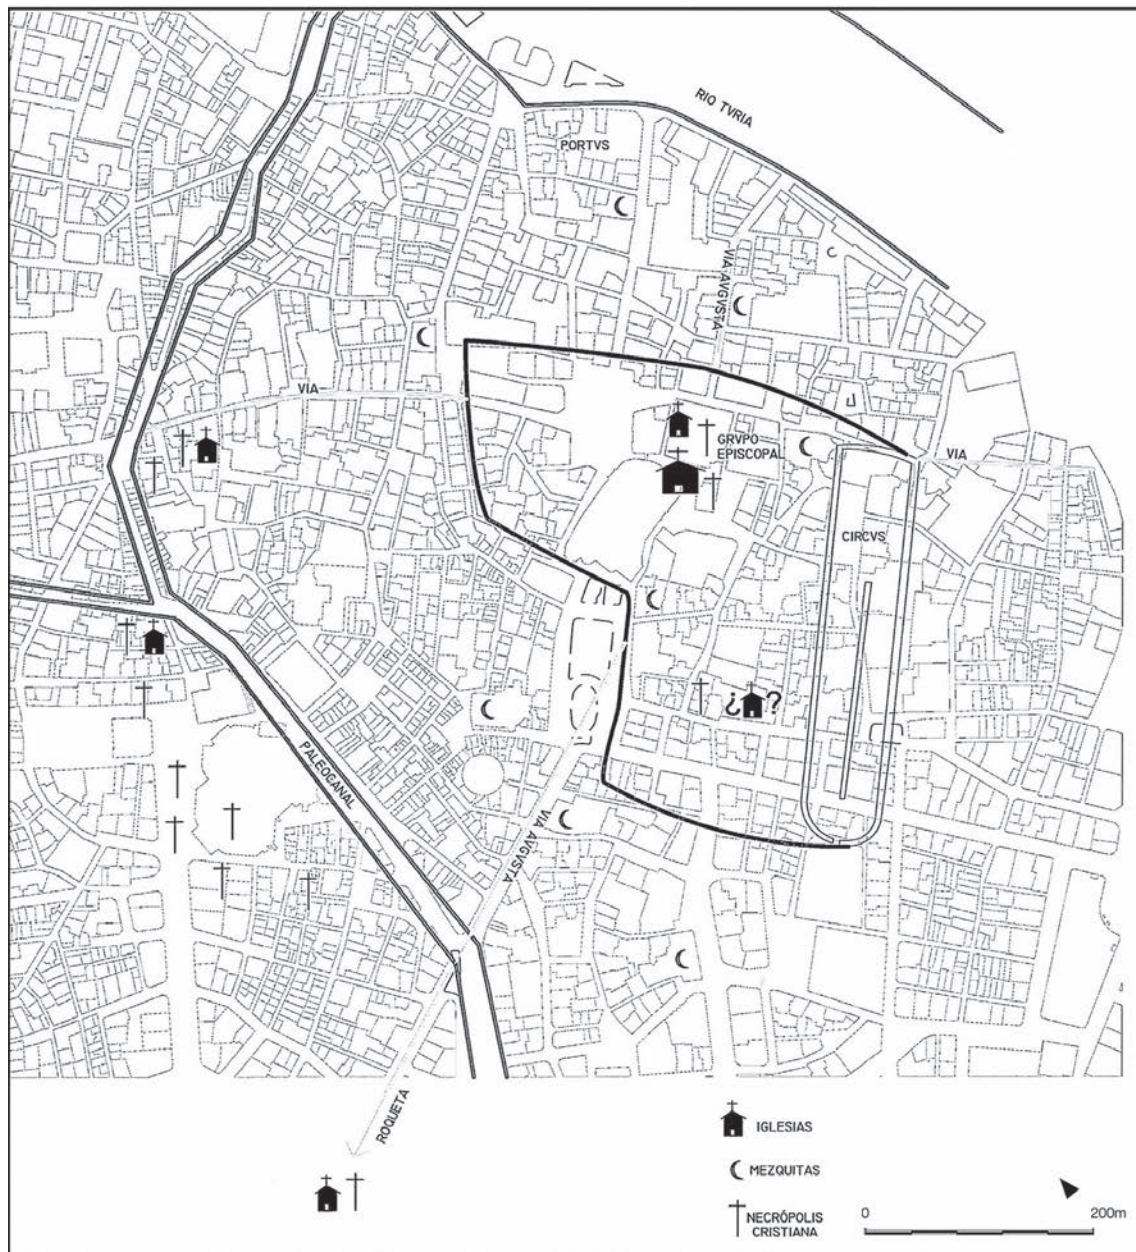 RIO TVRIA
PORTVS
VIA AVGVSTA
VIA
GRVPO
EPISCOPAL
VIA
CIRCVS
¿ ?
PALEOCANAL
VIA AVGVSTA
ROQUETA
IGLESIAS
MEZQUITAS
NECRÓPOLIS
CRISTIANA
0 200m